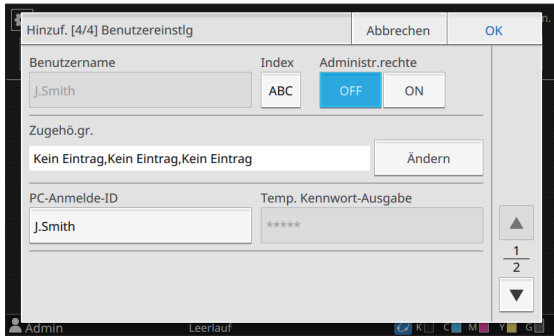 Hinzuf. [4/4] Benutzereinstlg Abbrechen OK
Benutzername Index Administr.rechte
J.Smith ABC OFF ON
Zugehö.gr.
Kein Eintrag,Kein Eintrag,Kein Eintrag Ändern
PC-Anmelde-ID Temp. Kennwort-Ausgabe
J.Smith *****
1
2
Admin Leerlauf K C M Y G